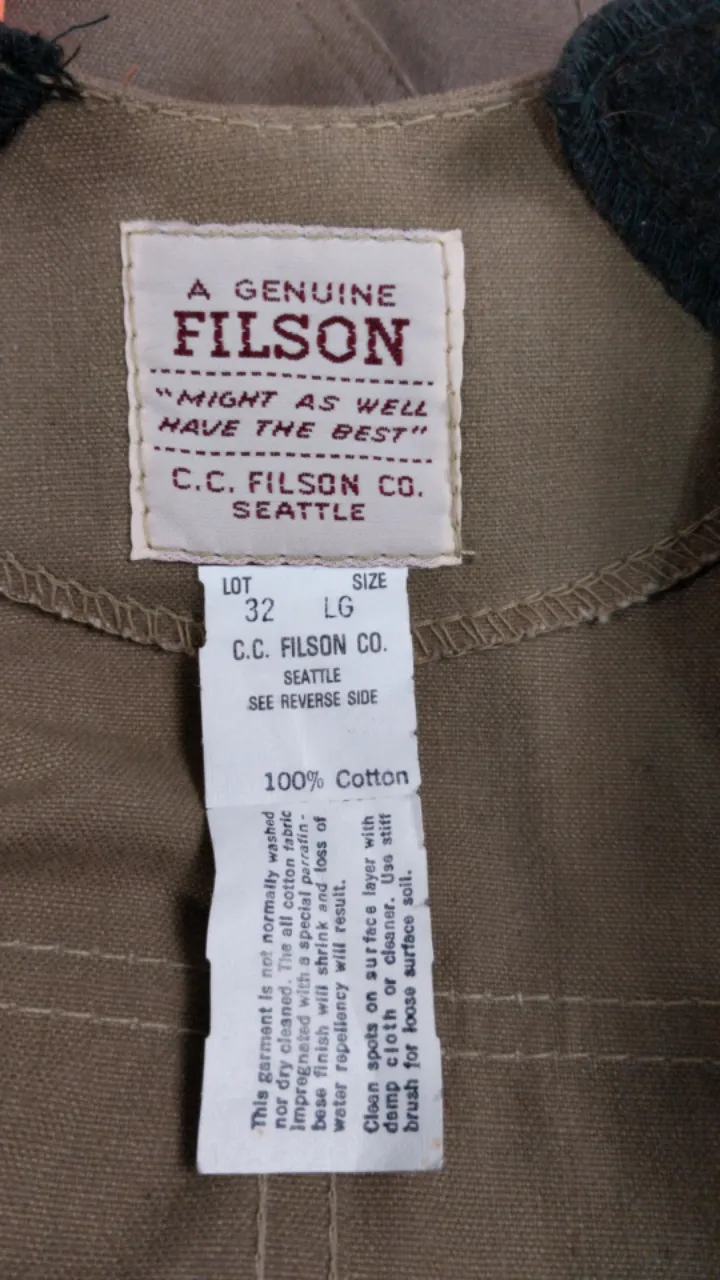 A GENUINE
FILSON
"MIGHT AS WELL
HAVE THE BEST"
C.C. FILSON CO.
SEATTLE
LOT SIZE
32 LG
C.C. FILSON CO.
SEATTLE
SEE REVERSE SIDE
100% Cotton
This garment is not normally washed
nor dry cleaned. The all cotton fabric
impregnated with a special parrafin-
base finish will shrink and loss of
water repellency will result.
Clean spots on surface layer with
damp cloth or cleaner. Use stiff
brush for loose surface soil.